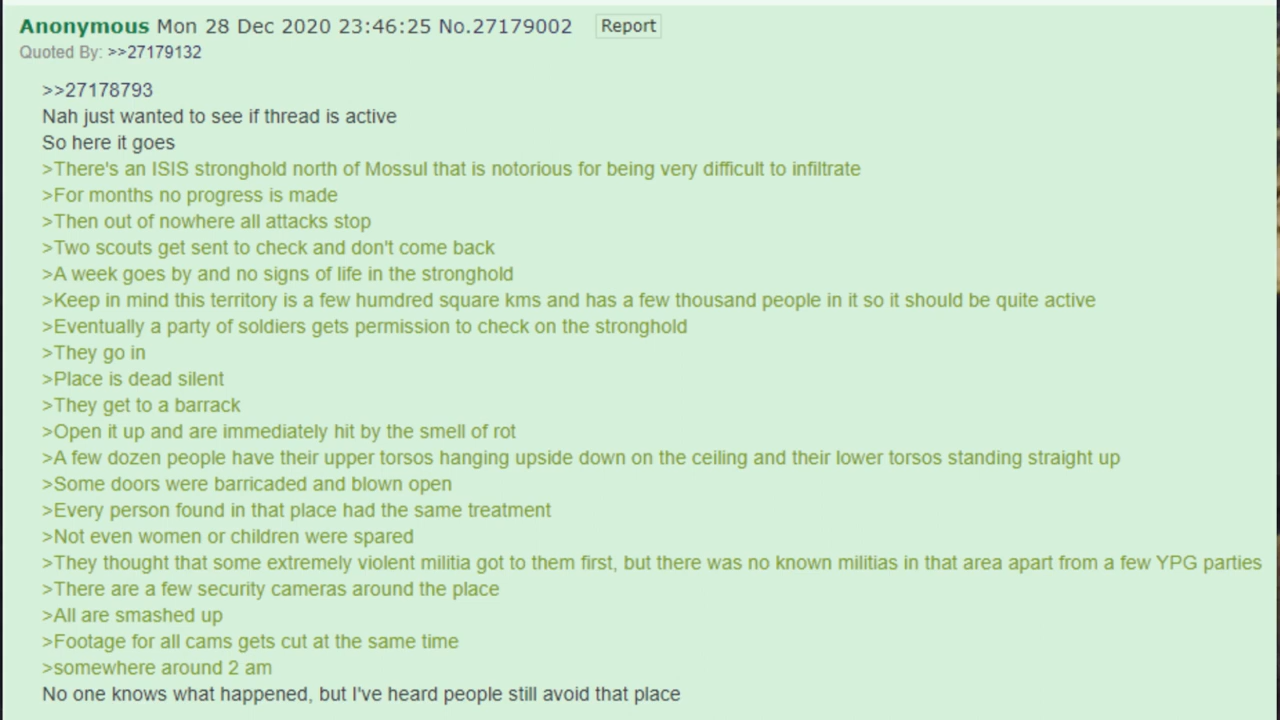 Anonymous Mon 28 Dec 2020 23:46:25 No.27179002 Report
Quoted By: >>27179132
>>27178793
Nah just wanted to see if thread is active
So here it goes
>There's an ISIS stronghold north of Mossul that is notorious for being very difficult to infiltrate
>For months no progress is made
>Then out of nowhere all attacks stop
>Two scouts get sent to check and don't come back
>A week goes by and no signs of life in the stronghold
>Keep in mind this territory is a few humdred square kms and has a few thousand people in it so it should be quite active
>Eventually a party of soldiers gets permission to check on the stronghold
>They go in
>Place is dead silent
>They get to a barrack
>Open it up and are immediately hit by the smell of rot
>A few dozen people have their upper torsos hanging upside down on the ceiling and their lower torsos standing straight up
>Some doors were barricaded and blown open
>Every person found in that place had the same treatment
>Not even women or children were spared
>They thought that some extremely violent militia got to them first, but there was no known militias in that area apart from a few YPG parties
>There are a few security cameras around the place
>All are smashed up
>Footage for all cams gets cut at the same time
>somewhere around 2 am
No one knows what happened, but I've heard people still avoid that place